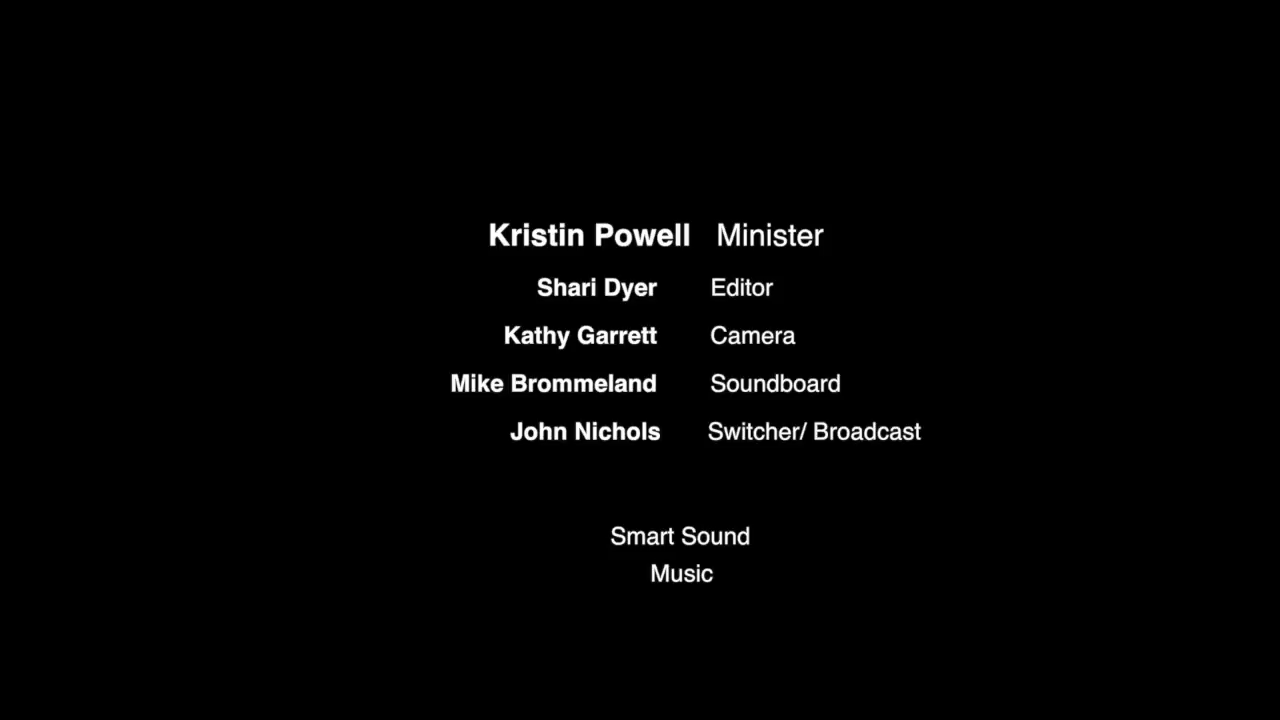 Kristin Powell Minister
Shari Dyer Editor
Kathy Garrett Camera
Mike Brommeland Soundboard
John Nichols Switcher/ Broadcast
Smart Sound
Music